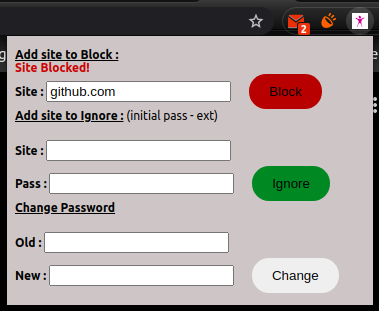 2
Add site to Block :
Site Blocked!
Site : github.com
Block
Add site to Ignore : (initial pass - ext)
Site :
Pass :
Ignore
Change Password
Old :
New :
Change